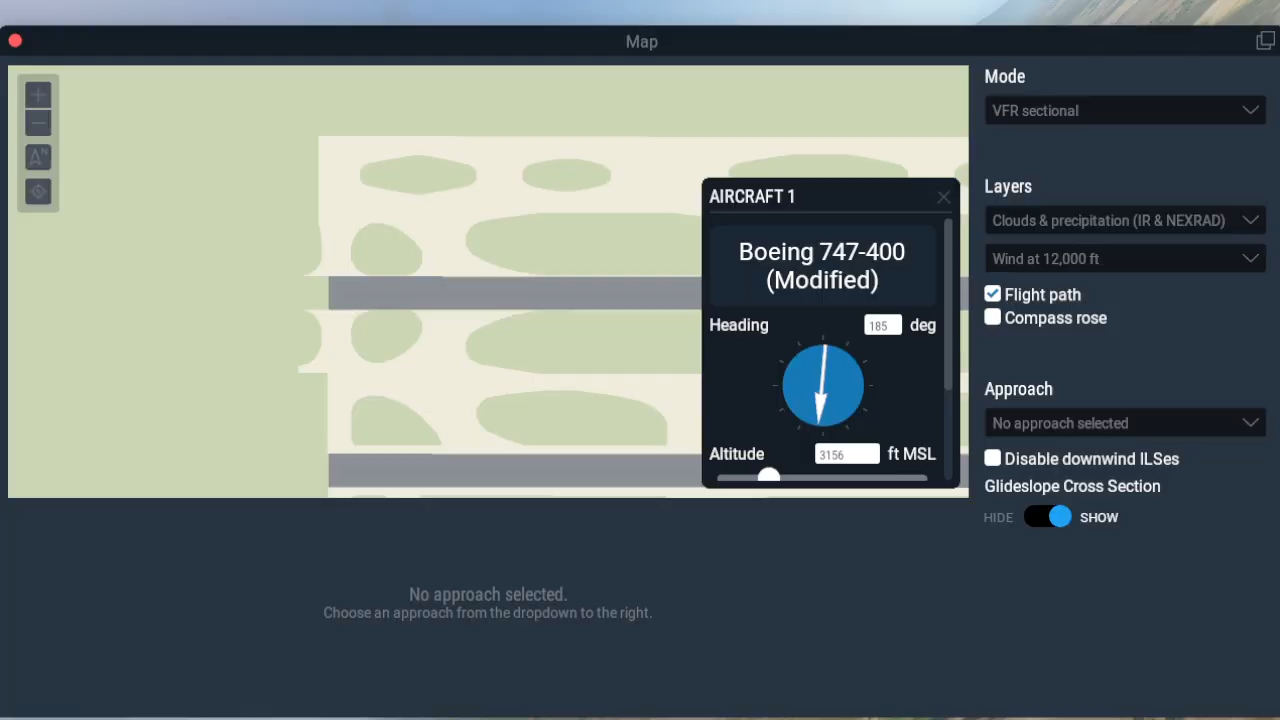 Map
Mode
VFR sectional
Layers
Clouds & precipitation (IR & NEXRAD)
Wind at 12,000 ft
Flight path
Compass rose
Approach
No approach selected
Disable downwind ILSes
Glideslope Cross Section
HIDE SHOW
AIRCRAFT 1
Boeing 747-400
(Modified)
Heading 185 deg
Altitude 3156 ft MSL
No approach selected.
Choose an approach from the dropdown to the right.